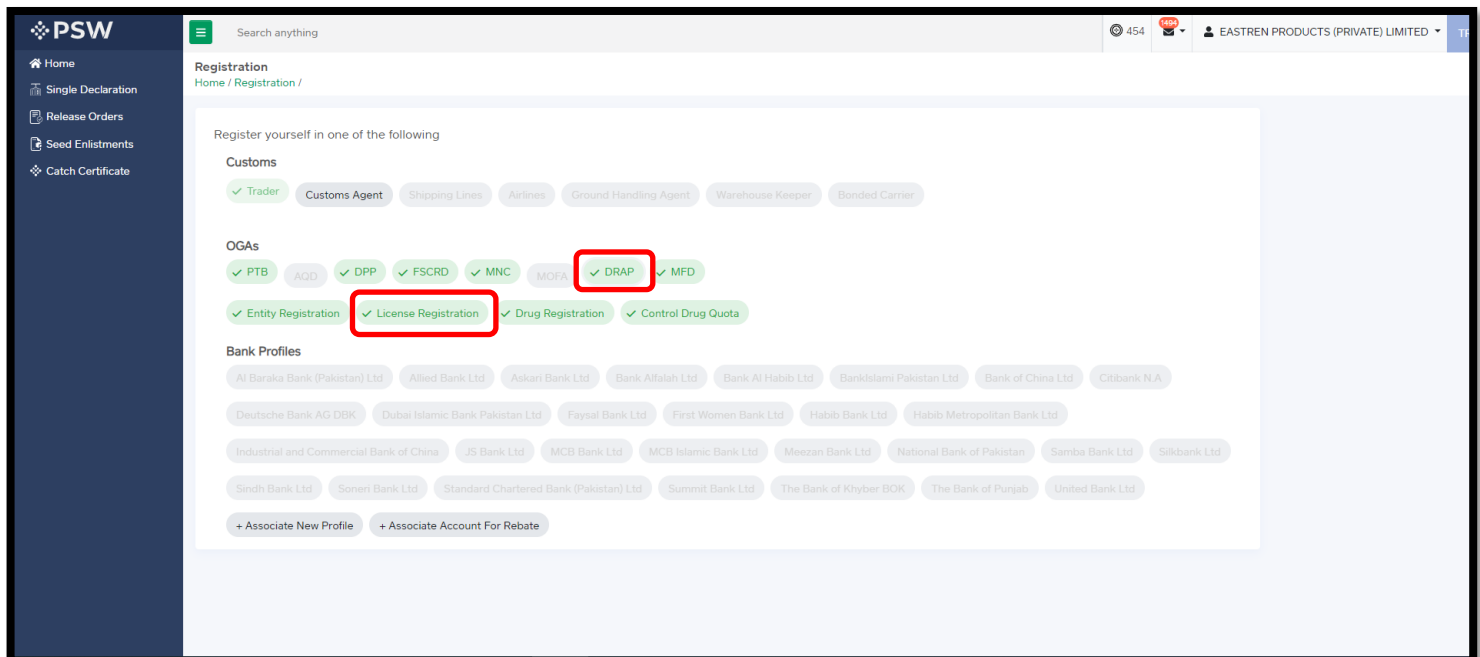 PSW
Search anything
454
1494
EASTREN PRODUCTS (PRIVATE) LIMITED
Home
Single Declaration
Release Orders
Seed Enlistments
Catch Certificate
Registration
Home / Registration /
Register yourself in one of the following
Customs
Trader Customs Agent Shipping Lines Airlines Ground Handling Agent Warehouse Keeper Bonded Carrier
OGAs
PTB AQD DPP FSCRD MNC MOFA DRAP MFD
Entity Registration License Registration Drug Registration Control Drug Quota
Bank Profiles
Al Baraka Bank (Pakistan) Ltd Allied Bank Ltd Askari Bank Ltd Bank Alfalah Ltd Bank Al Habib Ltd BankIslami Pakistan Ltd Bank of China Ltd Citibank N.A
Deutsche Bank AG DBK Dubai Islamic Bank Pakistan Ltd Faysal Bank Ltd First Women Bank Ltd Habib Bank Ltd Habib Metropolitan Bank Ltd
Industrial and Commercial Bank of China JS Bank Ltd MCB Bank Ltd MCB Islamic Bank Ltd Meezan Bank Ltd National Bank of Pakistan Samba Bank Ltd Silkbank Ltd
Sindh Bank Ltd Soneri Bank Ltd Standard Chartered Bank (Pakistan) Ltd Summit Bank Ltd The Bank of Khyber BOK The Bank of Punjab United Bank Ltd
+ Associate New Profile + Associate Account For Rebate